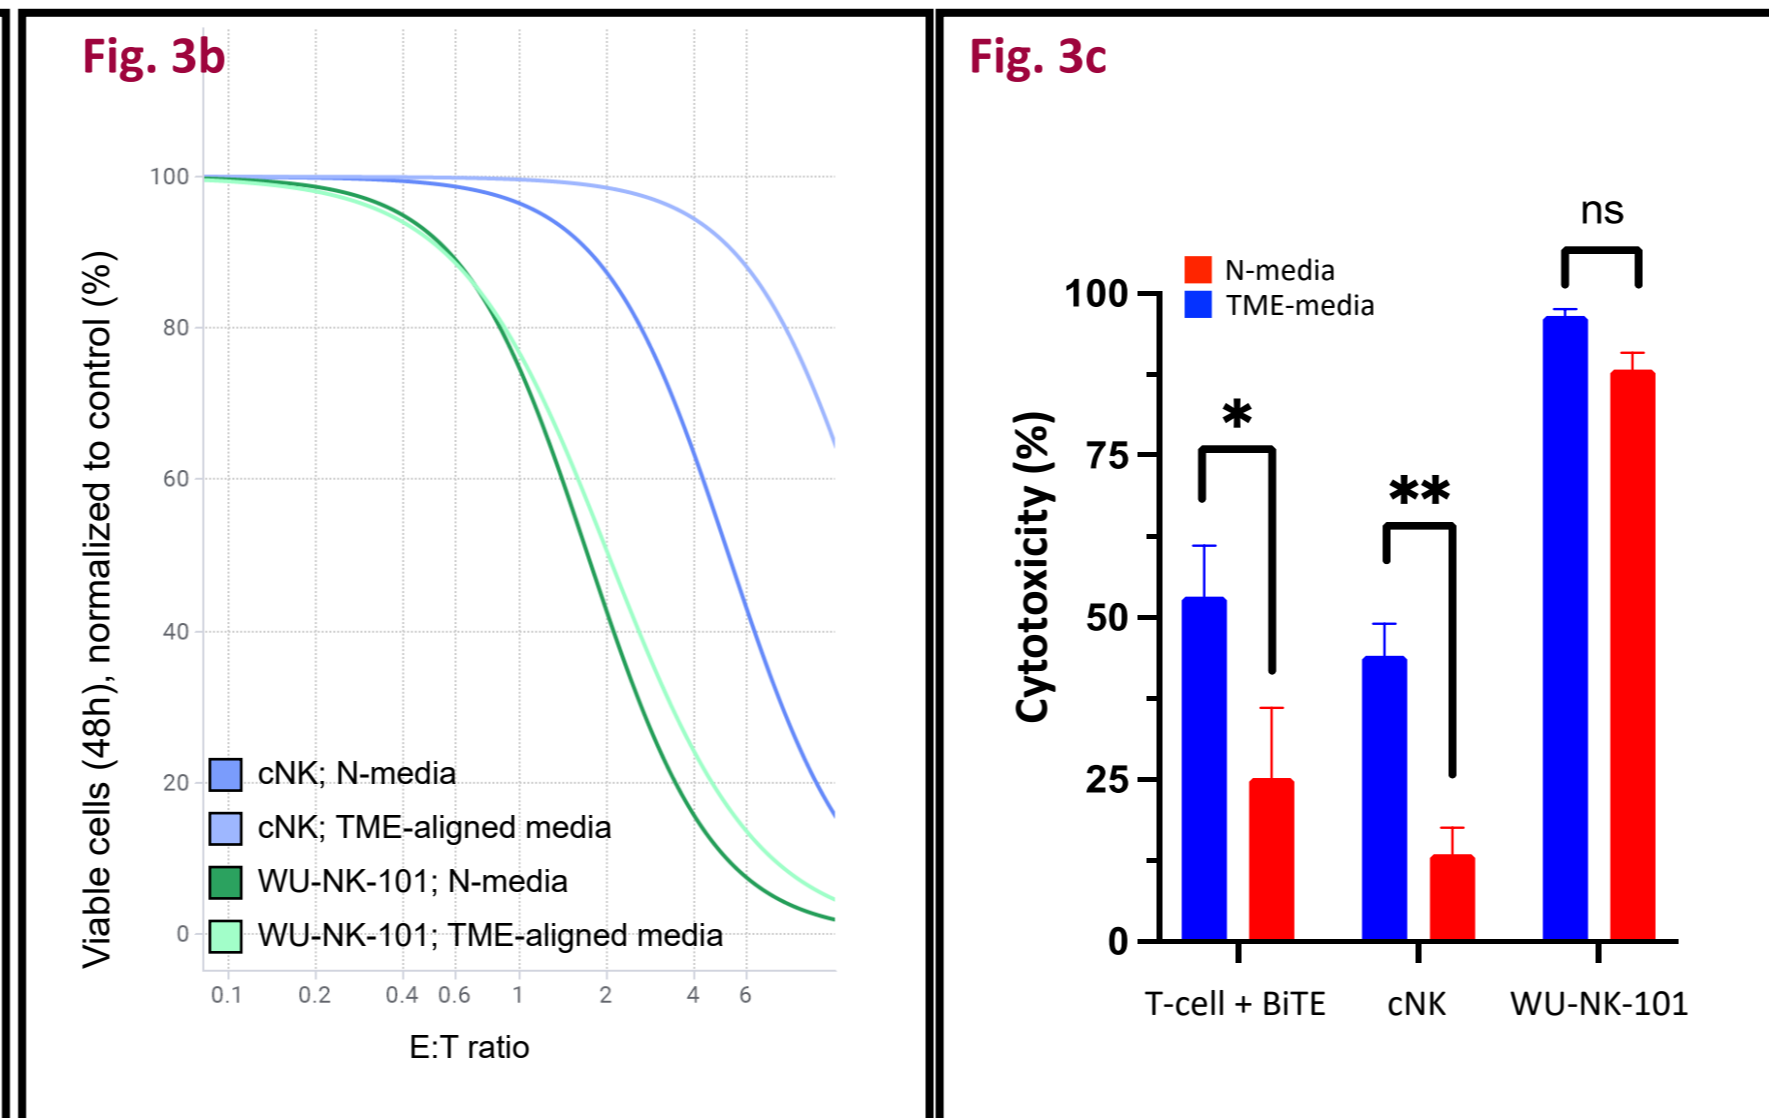 Fig. 3b
Viable cells (48h), normalized to control (%)
100
80
60
40
20
0
cNK; N-media
cNK; TME-aligned media
WU-NK-101; N-media
WU-NK-101; TME-aligned media
0.1 0.2 0.4 0.6 1 2 4 6
E:T ratio
Fig. 3c
N-media
TME-media
Cytotoxicity (%)
100
75
50
25
0
*
**
ns
T-cell + BiTE cNK WU-NK-101